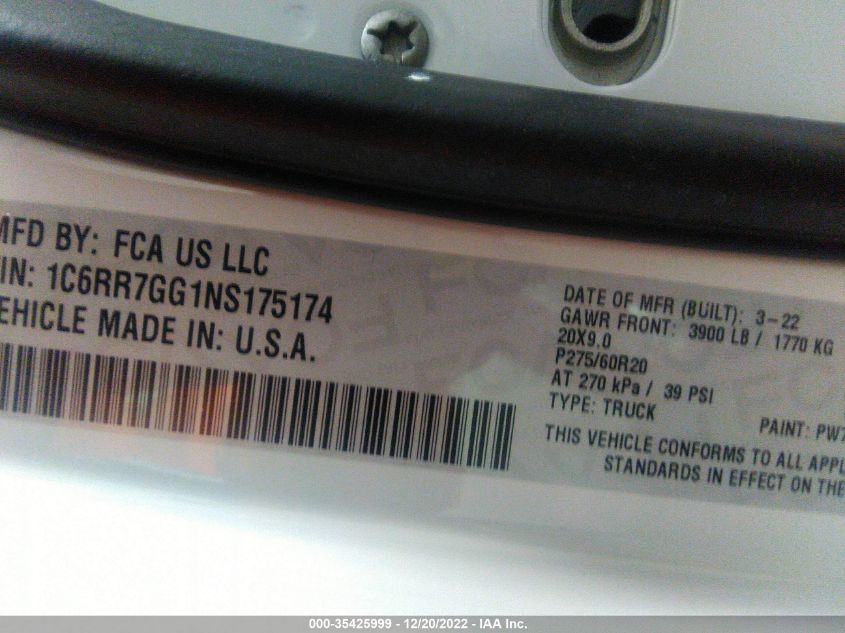 MFD BY: FCA US LLC
IN: 1C6RR7GG1NS175174
VEHICLE MADE IN: U.S.A.
DATE OF MFR (BUILT): 3-22
GAWR FRONT: 3900 LB / 1770 KG
20X9.0
P275/60R20
AT 270 kPa / 39 PSI
TYPE: TRUCK
PAINT: PW7
THIS VEHICLE CONFORMS TO ALL APPL
STANDARDS IN EFFECT ON THE
000-35425999 - 12/20/2022 - IAA Inc.